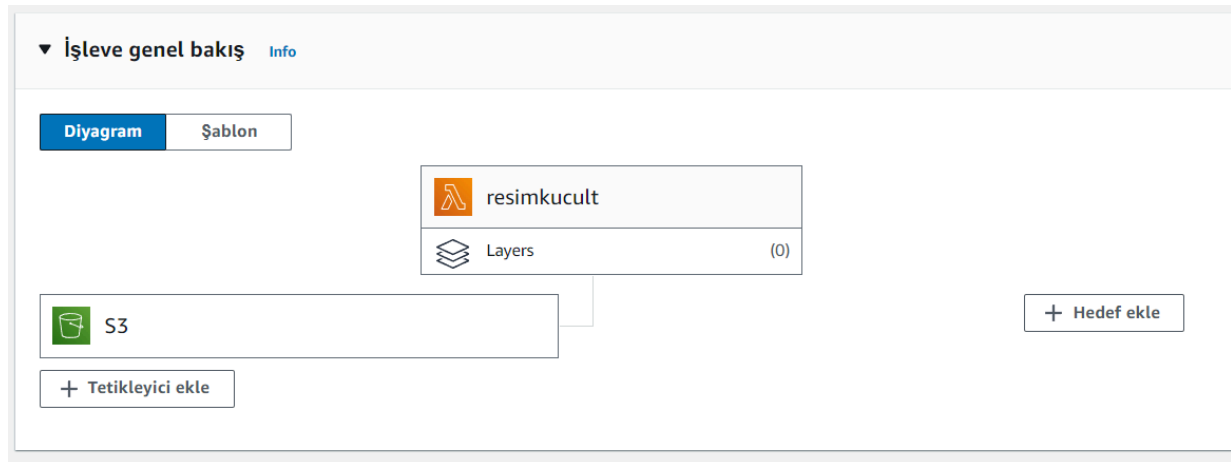 İşleve genel bakış Info
Diyagram Şablon
resimkucult
Layers (0)
S3
+ Hedef ekle
+ Tetikleyici ekle